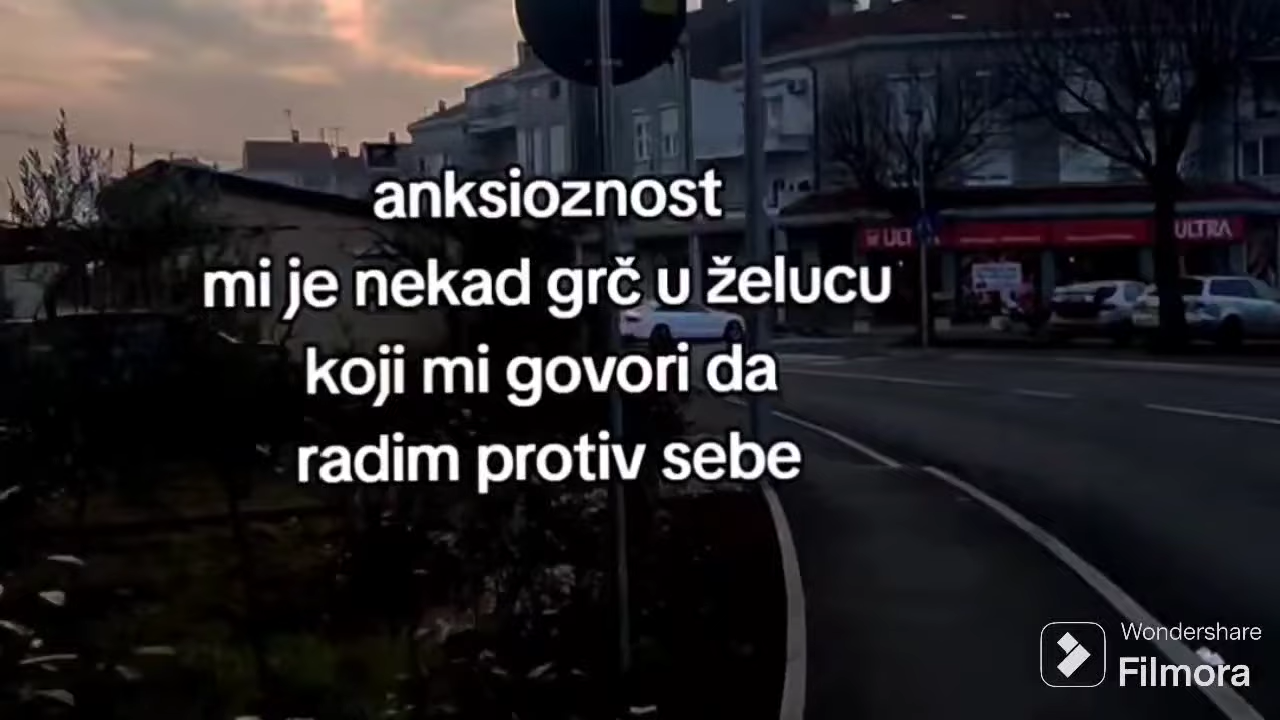 anksioznost
mi je nekad grč u želucu
koji mi govori da
radim protiv sebe
ULTRA
Wondershare
Filmora